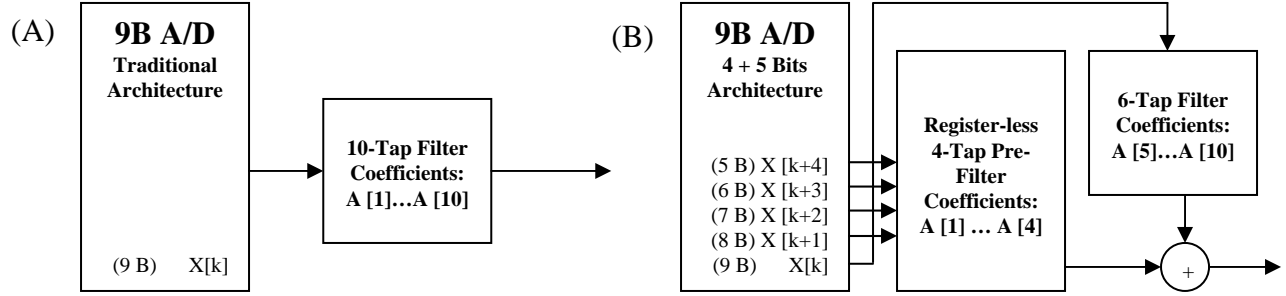 (A)
9B A/D
Traditional
Architecture
(9 B) X[k]
10-Tap Filter
Coefficients:
A [1]…A [10]
(B)
9B A/D
4 + 5 Bits
Architecture
(5 B) X [k+4]
(6 B) X [k+3]
(7 B) X [k+2]
(8 B) X [k+1]
(9 B) X[k]
Register-less
4-Tap Pre-
Filter
Coefficients:
A [1] … A [4]
6-Tap Filter
Coefficients:
A [5]…A [10]
+